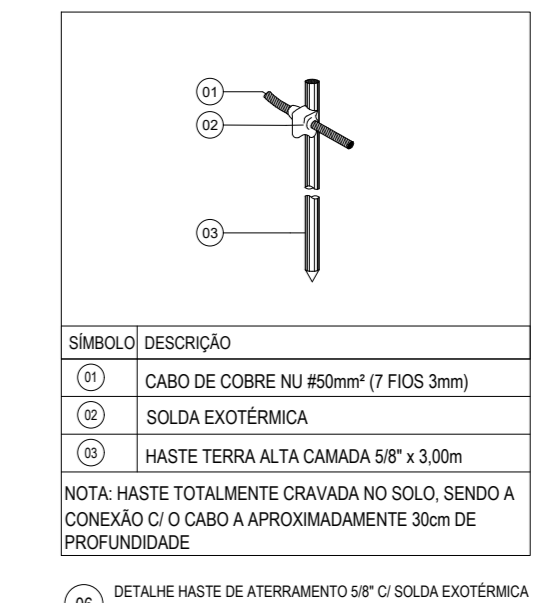 01
02
03
SÍMBOLO DESCRIÇÃO
01 CABO DE COBRE NU #50mm² (7 FIOS 3mm)
02 SOLDA EXOTÉRMICA
03 HASTE TERRA ALTA CAMADA 5/8" x 3,00m
NOTA: HASTE TOTALMENTE CRAVADA NO SOLO, SENDO A
CONEXÃO C/ O CABO A APROXIMADAMENTE 30cm DE
PROFUNDIDADE
06 DETALHE HASTE DE ATERRAMENTO 5/8" C/ SOLDA EXOTÉRMICA